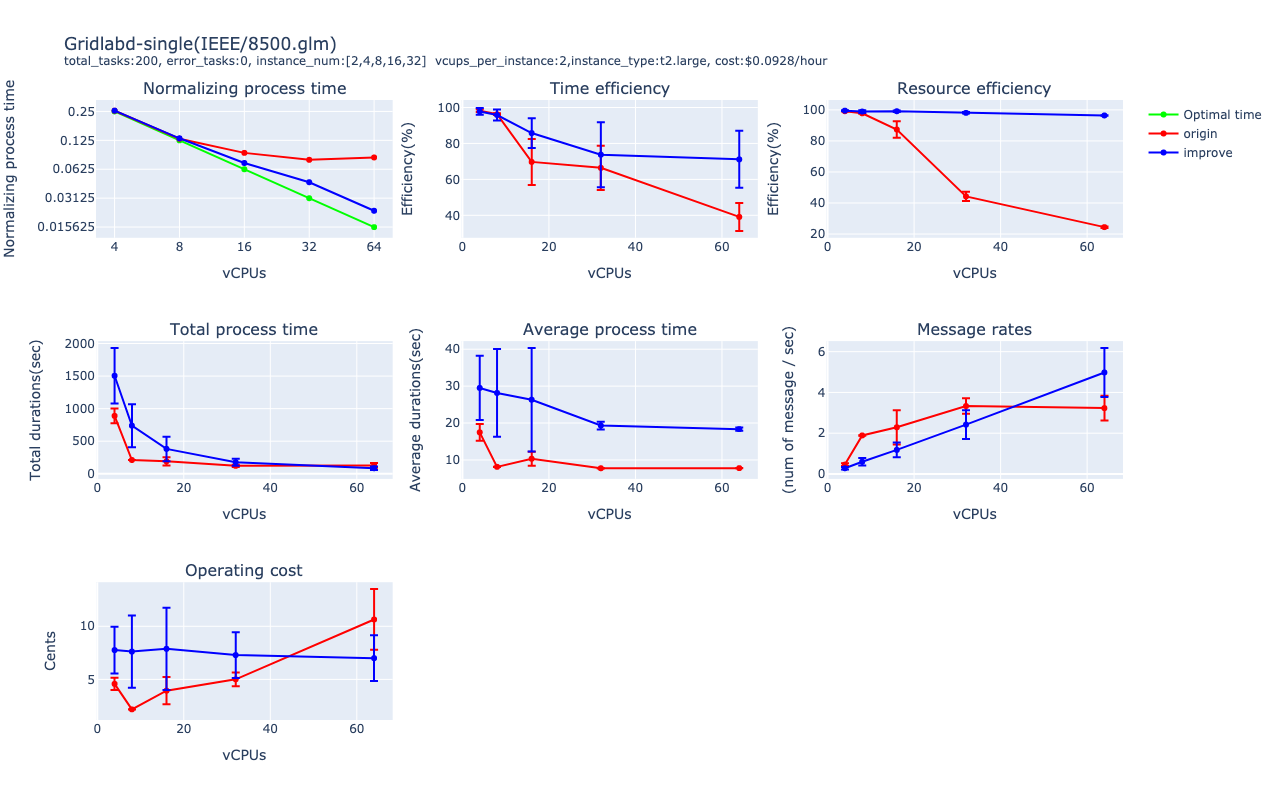 Gridlabd-single(IEEE/8500.glm)
total_tasks:200, error_tasks:0, instance_num:[2,4,8,16,32]  vcups_per_instance:2,instance_type:t2.large, cost:$0.0928/hour
Normalizing process time
Normalizing process time
0.25
0.125
0.0625
0.03125
0.015625
4 8 16 32 64
vCPUs
Time efficiency
Efficiency(%)
100
80
60
40
0 20 40 60
vCPUs
Resource efficiency
Efficiency(%)
100
80
60
40
20
0 20 40 60
vCPUs
Optimal time
origin
improve
Total process time
Total durations(sec)
2000
1500
1000
500
0
0 20 40 60
vCPUs
Average process time
Average durations(sec)
40
30
20
10
0 20 40 60
vCPUs
Message rates
(num of message / sec)
6
4
2
0
0 20 40 60
vCPUs
Operating cost
Cents
10
5
0 20 40 60
vCPUs